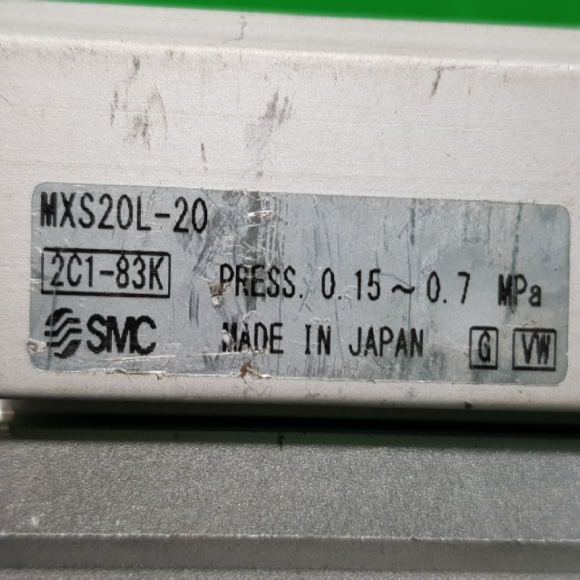 MXS20L-20
2C1-83K PRESS. 0.15~0.7 MPa
SMC MADE IN JAPAN G VW